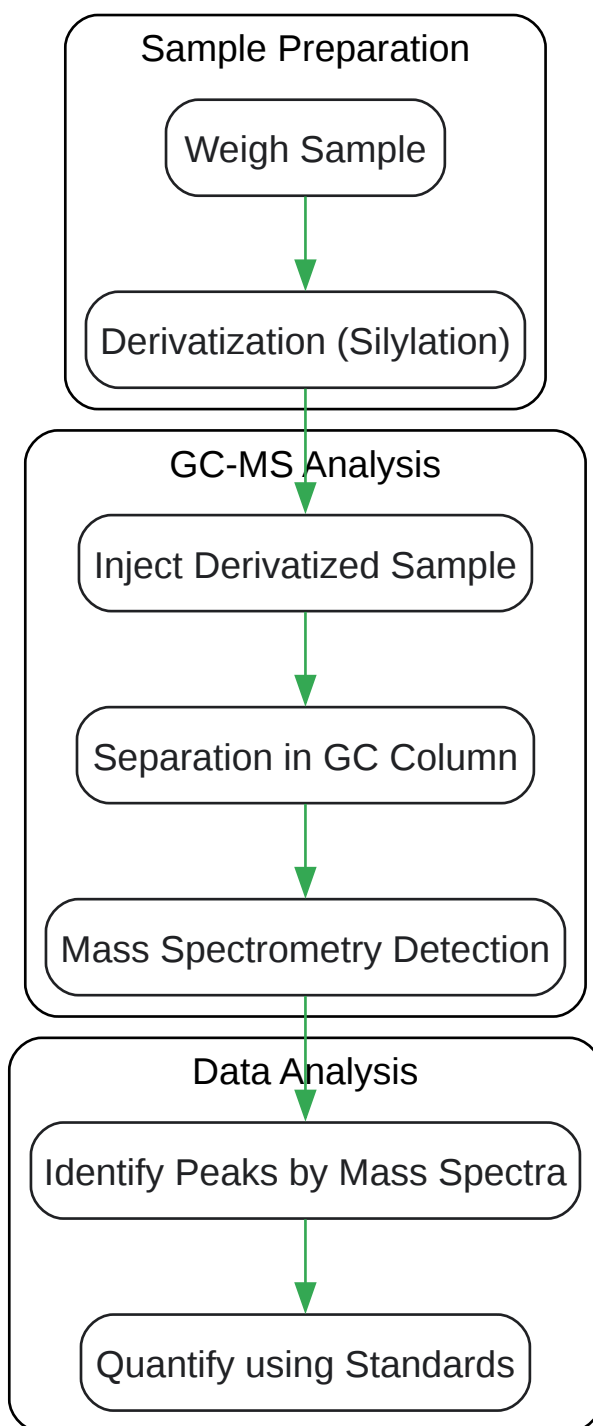 Sample Preparation
Weigh Sample
Derivatization (Silylation)
GC-MS Analysis
Inject Derivatized Sample
Separation in GC Column
Mass Spectrometry Detection
Data Analysis
Identify Peaks by Mass Spectra
Quantify using Standards